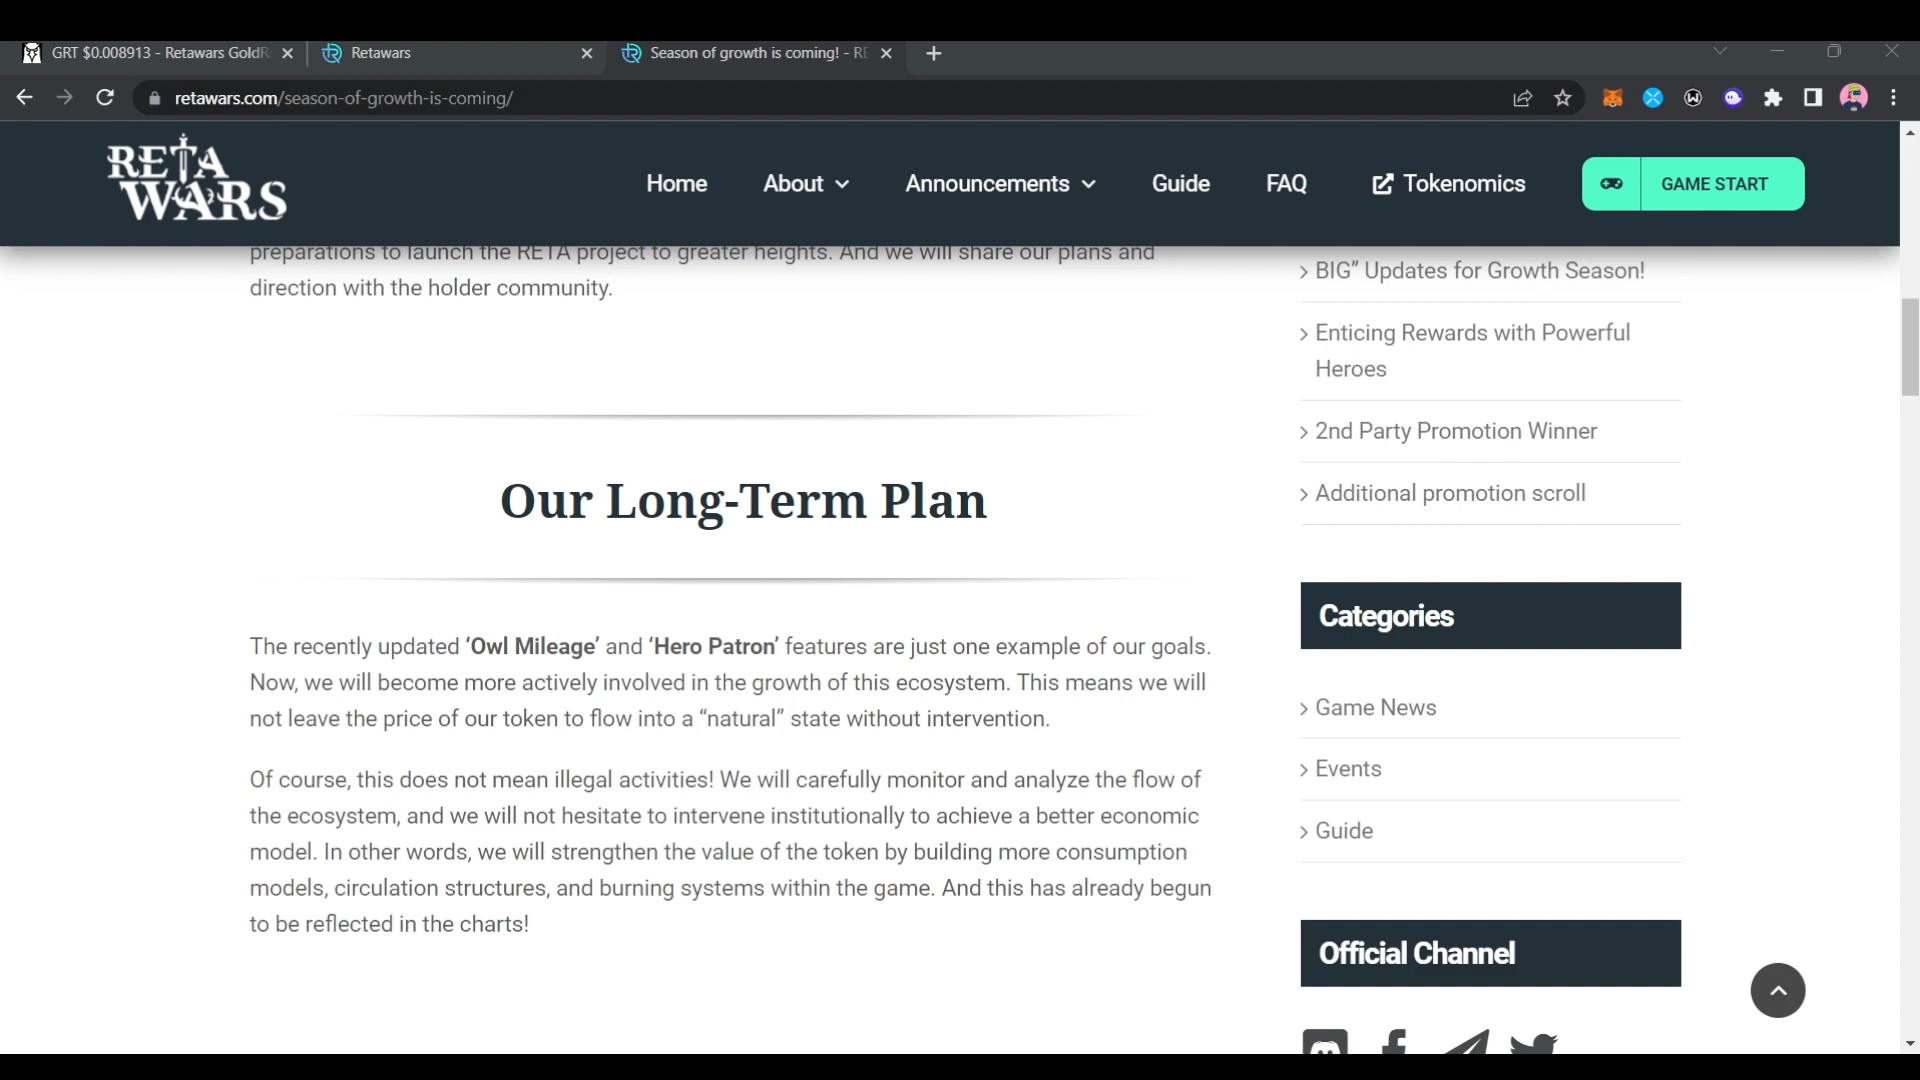 GRT $0.008913 - Retawars GoldR
Retawars
Season of growth is coming! - RE
retawars.com/season-of-growth-is-coming/
RETA WARS
Home
About
Announcements
Guide
FAQ
Tokenomics
GAME START
preparations to launch the RETA project to greater heights. And we will share our plans and
direction with the holder community.
Our Long-Term Plan
The recently updated ‘Owl Mileage’ and ‘Hero Patron’ features are just one example of our goals.
Now, we will become more actively involved in the growth of this ecosystem. This means we will
not leave the price of our token to flow into a “natural” state without intervention.
Of course, this does not mean illegal activities! We will carefully monitor and analyze the flow of
the ecosystem, and we will not hesitate to intervene institutionally to achieve a better economic
model. In other words, we will strengthen the value of the token by building more consumption
models, circulation structures, and burning systems within the game. And this has already begun
to be reflected in the charts!
BIG” Updates for Growth Season!
Enticing Rewards with Powerful
Heroes
2nd Party Promotion Winner
Additional promotion scroll
Categories
Game News
Events
Guide
Official Channel